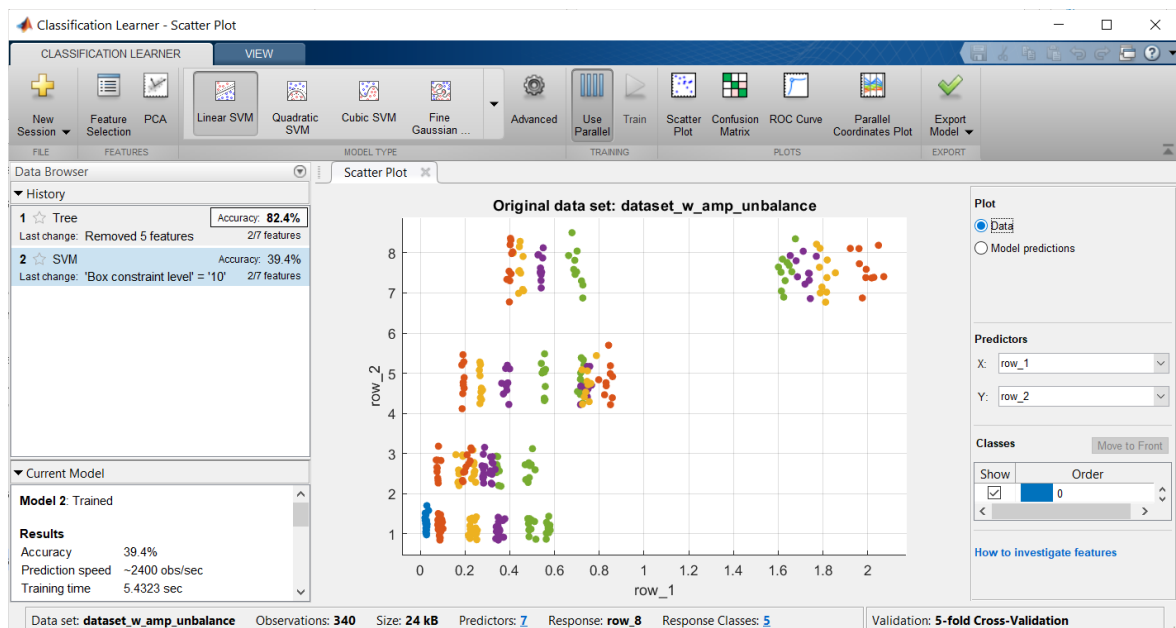 Classification Learner - Scatter Plot
CLASSIFICATION LEARNER
VIEW
New
Session
Feature
Selection
PCA
Linear SVM
Quadratic
SVM
Cubic SVM
Fine
Gaussian ...
Advanced
Use
Parallel
Train
Scatter
Plot
Confusion
Matrix
ROC Curve
Parallel
Coordinates Plot
Export
Model
FILE
FEATURES
MODEL TYPE
TRAINING
PLOTS
EXPORT
Data Browser
History
1 Tree Accuracy: 82.4%
Last change: Removed 5 features 2/7 features
2 SVM Accuracy: 39.4%
Last change: 'Box constraint level' = '10' 2/7 features
Current Model
Model 2: Trained
Results
Accuracy 39.4%
Prediction speed ~2400 obs/sec
Training time 5.4323 sec
Scatter Plot
Original data set: dataset_w_amp_unbalance
8
7
6
5
4
3
2
1
row_2
0 0.2 0.4 0.6 0.8 1 1.2 1.4 1.6 1.8 2
row_1
Plot
Data
Model predictions
Predictors
X: row_1
Y: row_2
Classes
Move to Front
Show Order
0
How to investigate features
Data set: dataset_w_amp_unbalance Observations: 340 Size: 24 kB Predictors: 7 Response: row_8 Response Classes: 5
Validation: 5-fold Cross-Validation